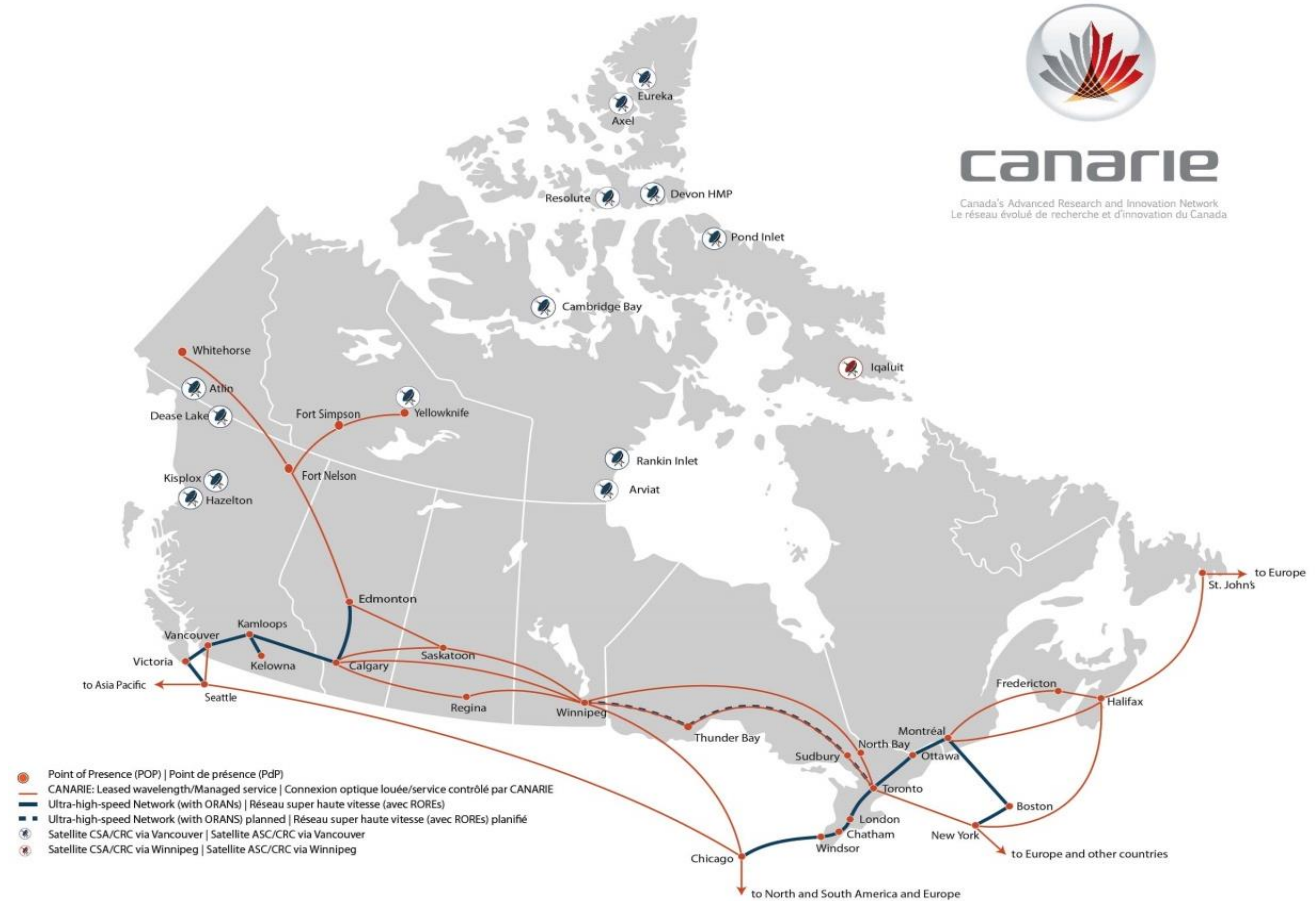 canarie
Canada's Advanced Research and Innovation Network
Le réseau évolué de recherche et d'innovation du Canada
Eureka
Axel
Resolute
Devon HMP
Pond Inlet
Cambridge Bay
Whitehorse
Iqaluit
Atlin
Dease Lake
Fort Simpson
Yellowknife
Fort Nelson
Rankin Inlet
Kisplox
Hazelton
Arviat
to Europe
St. John's
Edmonton
Kamloops
Vancouver
Saskatoon
Victoria
Kelowna
Calgary
to Asia Pacific
Seattle
Regina
Winnipeg
Fredericton
Halifax
Thunder Bay
Montréal
North Bay
Sudbury
Ottawa
Toronto
Boston
London
Chatham
New York
Windsor
Chicago
to Europe and other countries
to North and South America and Europe
Point of Presence (POP) | Point de présence (PdP)
CANARIE: Leased wavelength/Managed service | Connexion optique louée/service contrôlé par CANARIE
Ultra-high-speed Network (with ORANs) | Réseau super haute vitesse (avec ROREs)
Ultra-high-speed Network (with ORANS) planned | Réseau super haute vitesse (avec ROREs) planifié
Satellite CSA/CRC via Vancouver | Satellite ASC/CRC via Vancouver
Satellite CSA/CRC via Winnipeg | Satellite ASC/CRC via Winnipeg